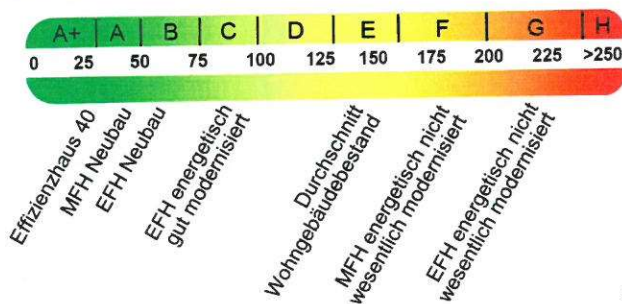 A+ A B C D E F G H
0 25 50 75 100 125 150 175 200 225 >250
Effizienzhaus 40
MFH Neubau
EFH Neubau
EFH energetisch
gut modernisiert
Durchschnitt
Wohngebäudebestand
MFH energetisch nicht
wesentlich modernisiert
EFH energetisch nicht
wesentlich modernisiert